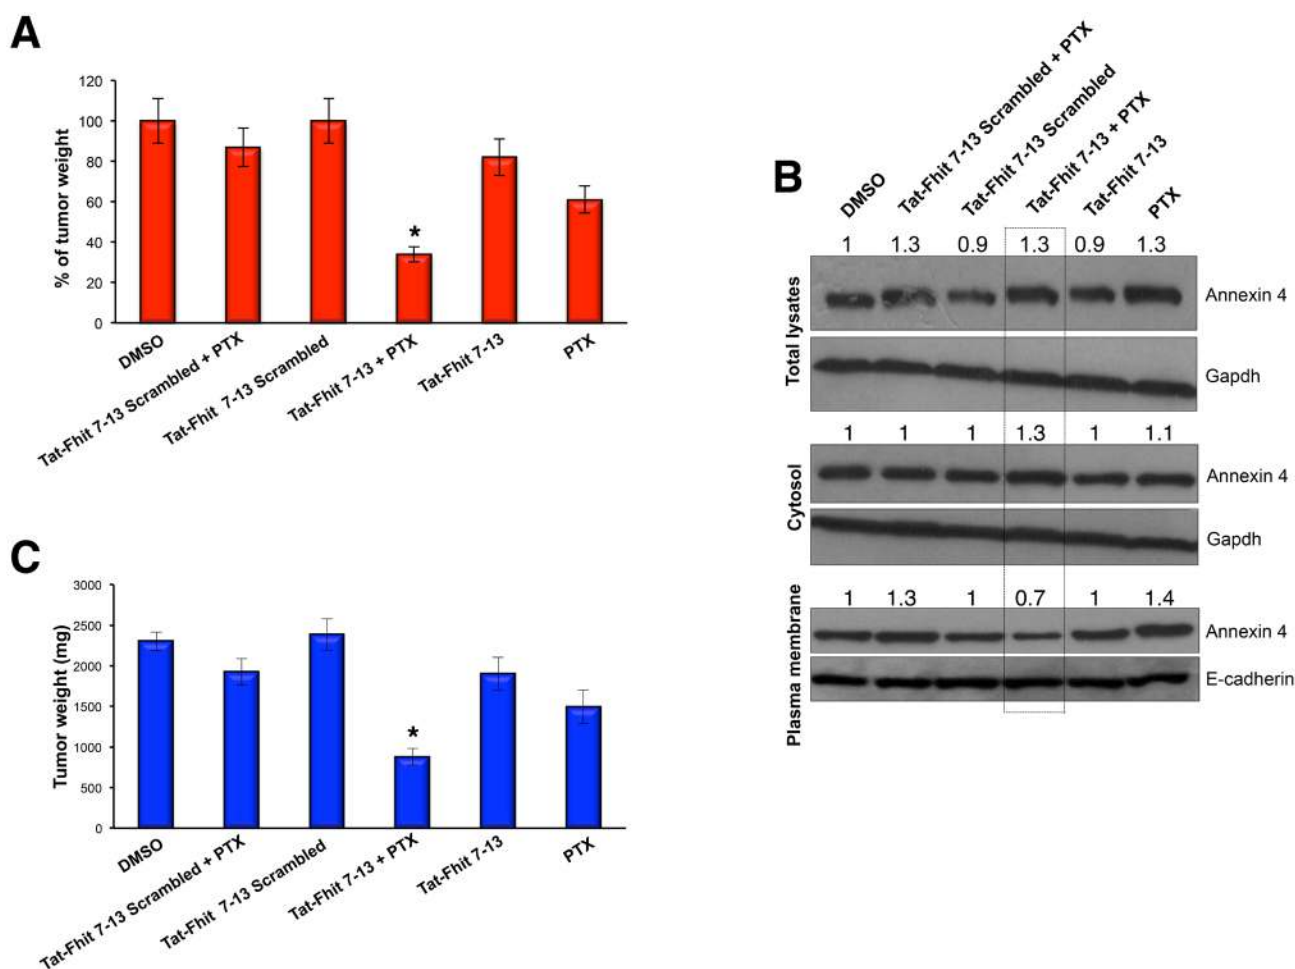 A
% of tumor weight
120
100
80
60
40
20
0
*
DMSO
Tat-Fhit 7-13 Scrambled + PTX
Tat-Fhit 7-13 Scrambled
Tat-Fhit 7-13 + PTX
Tat-Fhit 7-13
PTX
B
DMSO
Tat-Fhit 7-13 Scrambled + PTX
Tat-Fhit 7-13 Scrambled
Tat-Fhit 7-13 + PTX
Tat-Fhit 7-13
PTX
Total lysates
1 1.3 0.9 1.3 0.9 1.3
Annexin 4
Gapdh
Cytosol
1 1 1 1.3 1 1.1
Annexin 4
Gapdh
Plasma membrane
1 1.3 1 0.7 1 1.4
Annexin 4
E-cadherin
C
Tumor weight (mg)
3000
2500
2000
1500
1000
500
0
*
DMSO
Tat-Fhit 7-13 Scrambled + PTX
Tat-Fhit 7-13 Scrambled
Tat-Fhit 7-13 + PTX
Tat-Fhit 7-13
PTX